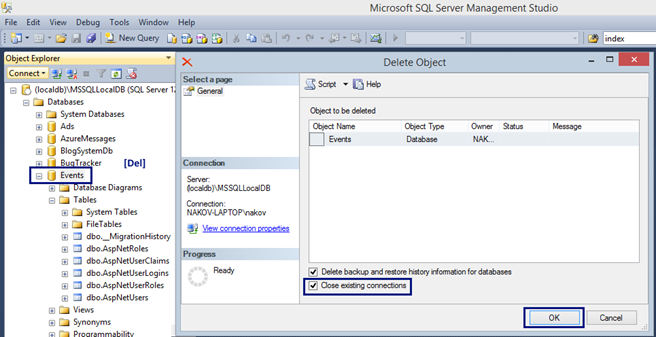 Microsoft SQL Server Management Studio
File Edit View Debug Tools Window Help
New Query
index
Object Explorer
Connect
(localdb)\MSSQLLocalDB (SQL Server 12
Databases
System Databases
Ads
AzureMessages
BlogSystemDb
BugTracker [Del]
Events
Database Diagrams
Tables
System Tables
FileTables
dbo.__MigrationHistory
dbo.AspNetRoles
dbo.AspNetUserClaims
dbo.AspNetUserLogins
dbo.AspNetUserRoles
dbo.AspNetUsers
Views
Synonyms
Programmability
Delete Object
Select a page
General
Script Help
Object to be deleted
Object Name Object Type Owner Status Message
Events Database NAK...
Connection
Server:
(localdb)\MSSQLLocalDB
Connection:
NAKOV-LAPTOP\nakov
View connection properties
Progress
Ready
Delete backup and restore history information for databases
Close existing connections
OK Cancel